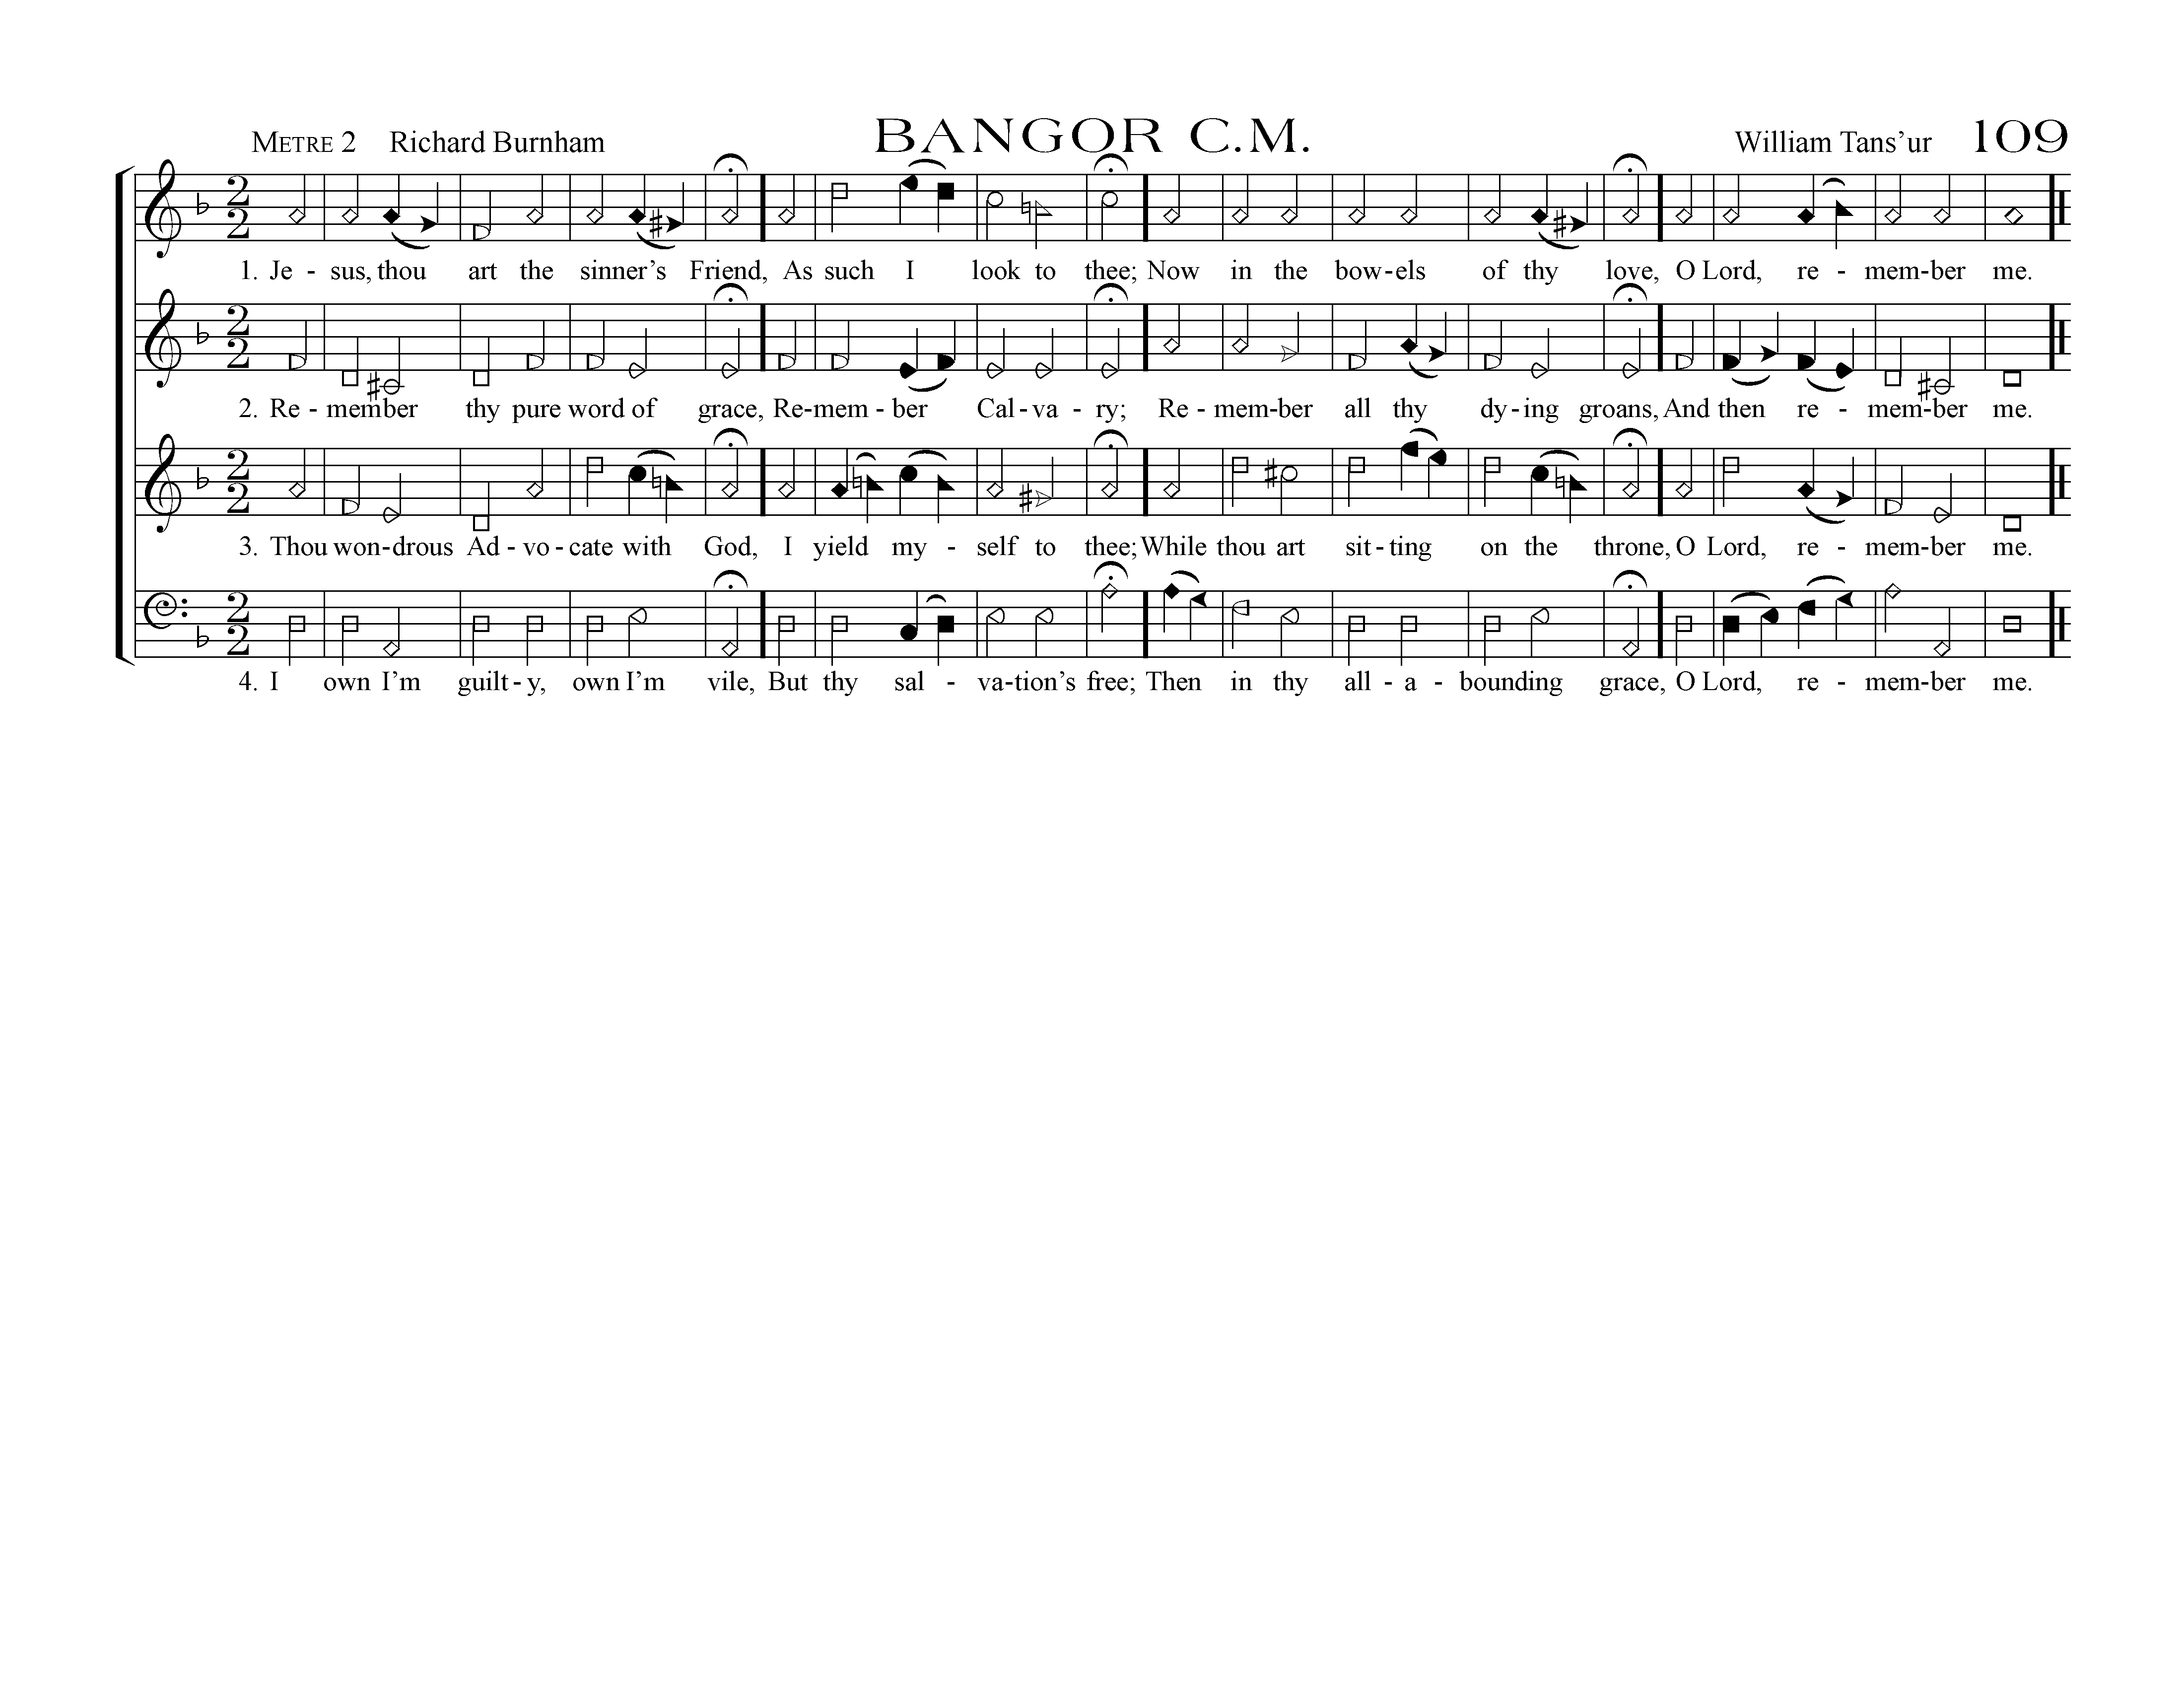 METRE 2 Richard Burnham BANGOR C.M. William Tans’ur 109
1. Je - sus, thou art the sinner’s Friend, As such I look to thee; Now in the bow-els of thy love, O Lord, re - mem-ber me.
2. Re - member thy pure word of grace, Re-mem - ber Cal-va - ry; Re - mem-ber all thy dy-ing groans, And then re - mem-ber me.
3. Thou won-drous Ad-vo-cate with God, I yield my - self to thee; While thou art sit-ting on the throne, O Lord, re - mem-ber me.
4. I own I’m guilt-y, own I’m vile, But thy sal - va-tion’s free; Then in thy all - a - bounding grace, O Lord, re - mem-ber me.